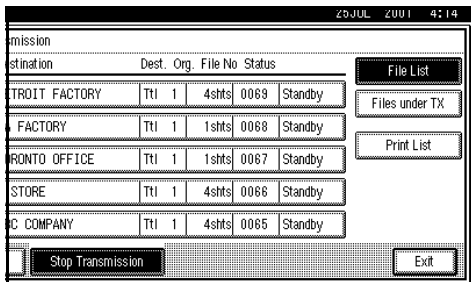 25JUL 2001 4:14
smission
stination Dest. Org. File No Status
TROIT FACTORY Ttl 1 4shts 0069 Standby
FACTORY Ttl 1 1shts 0068 Standby
RONTO OFFICE Ttl 1 1shts 0067 Standby
STORE Ttl 1 4shts 0066 Standby
C COMPANY Ttl 1 4shts 0065 Standby
File List
Files under TX
Print List
Stop Transmission
Exit